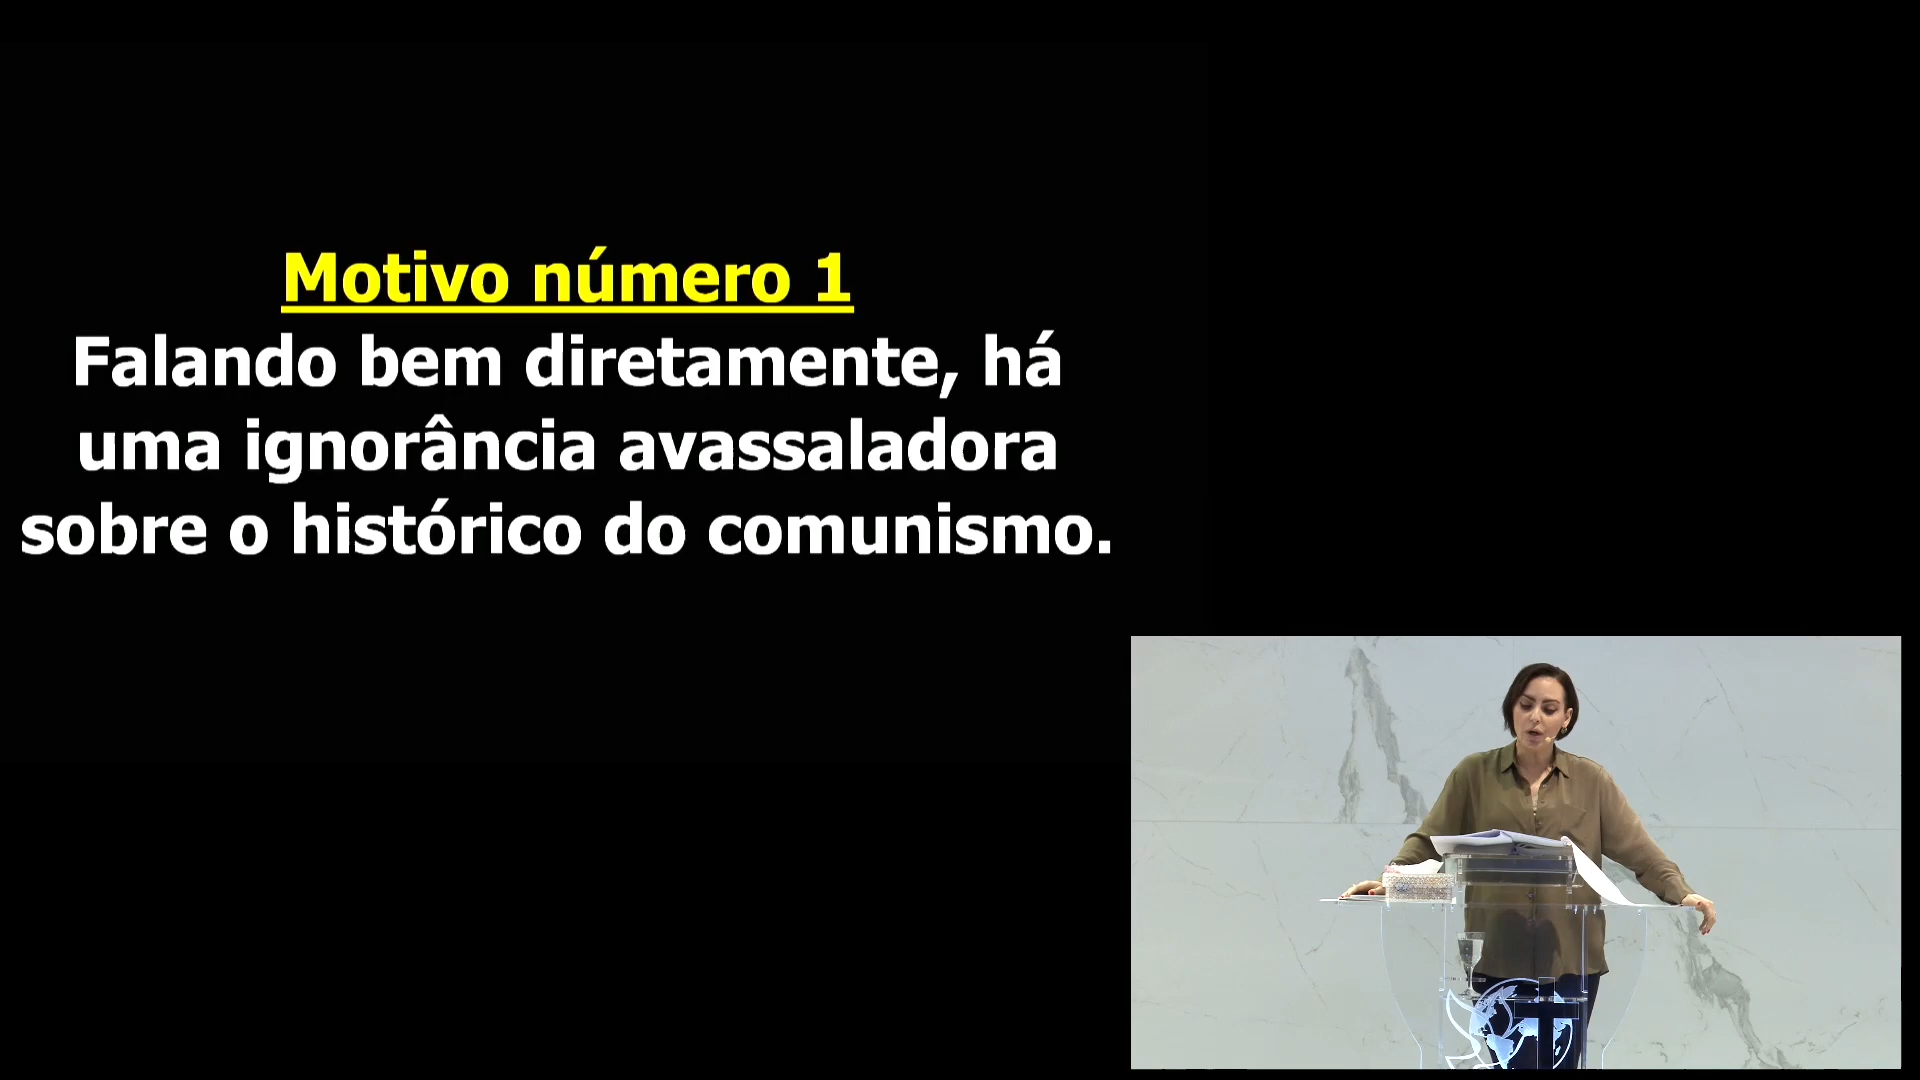 Motivo número 1
Falando bem diretamente, há
uma ignorância avassaladora
sobre o histórico do comunismo.